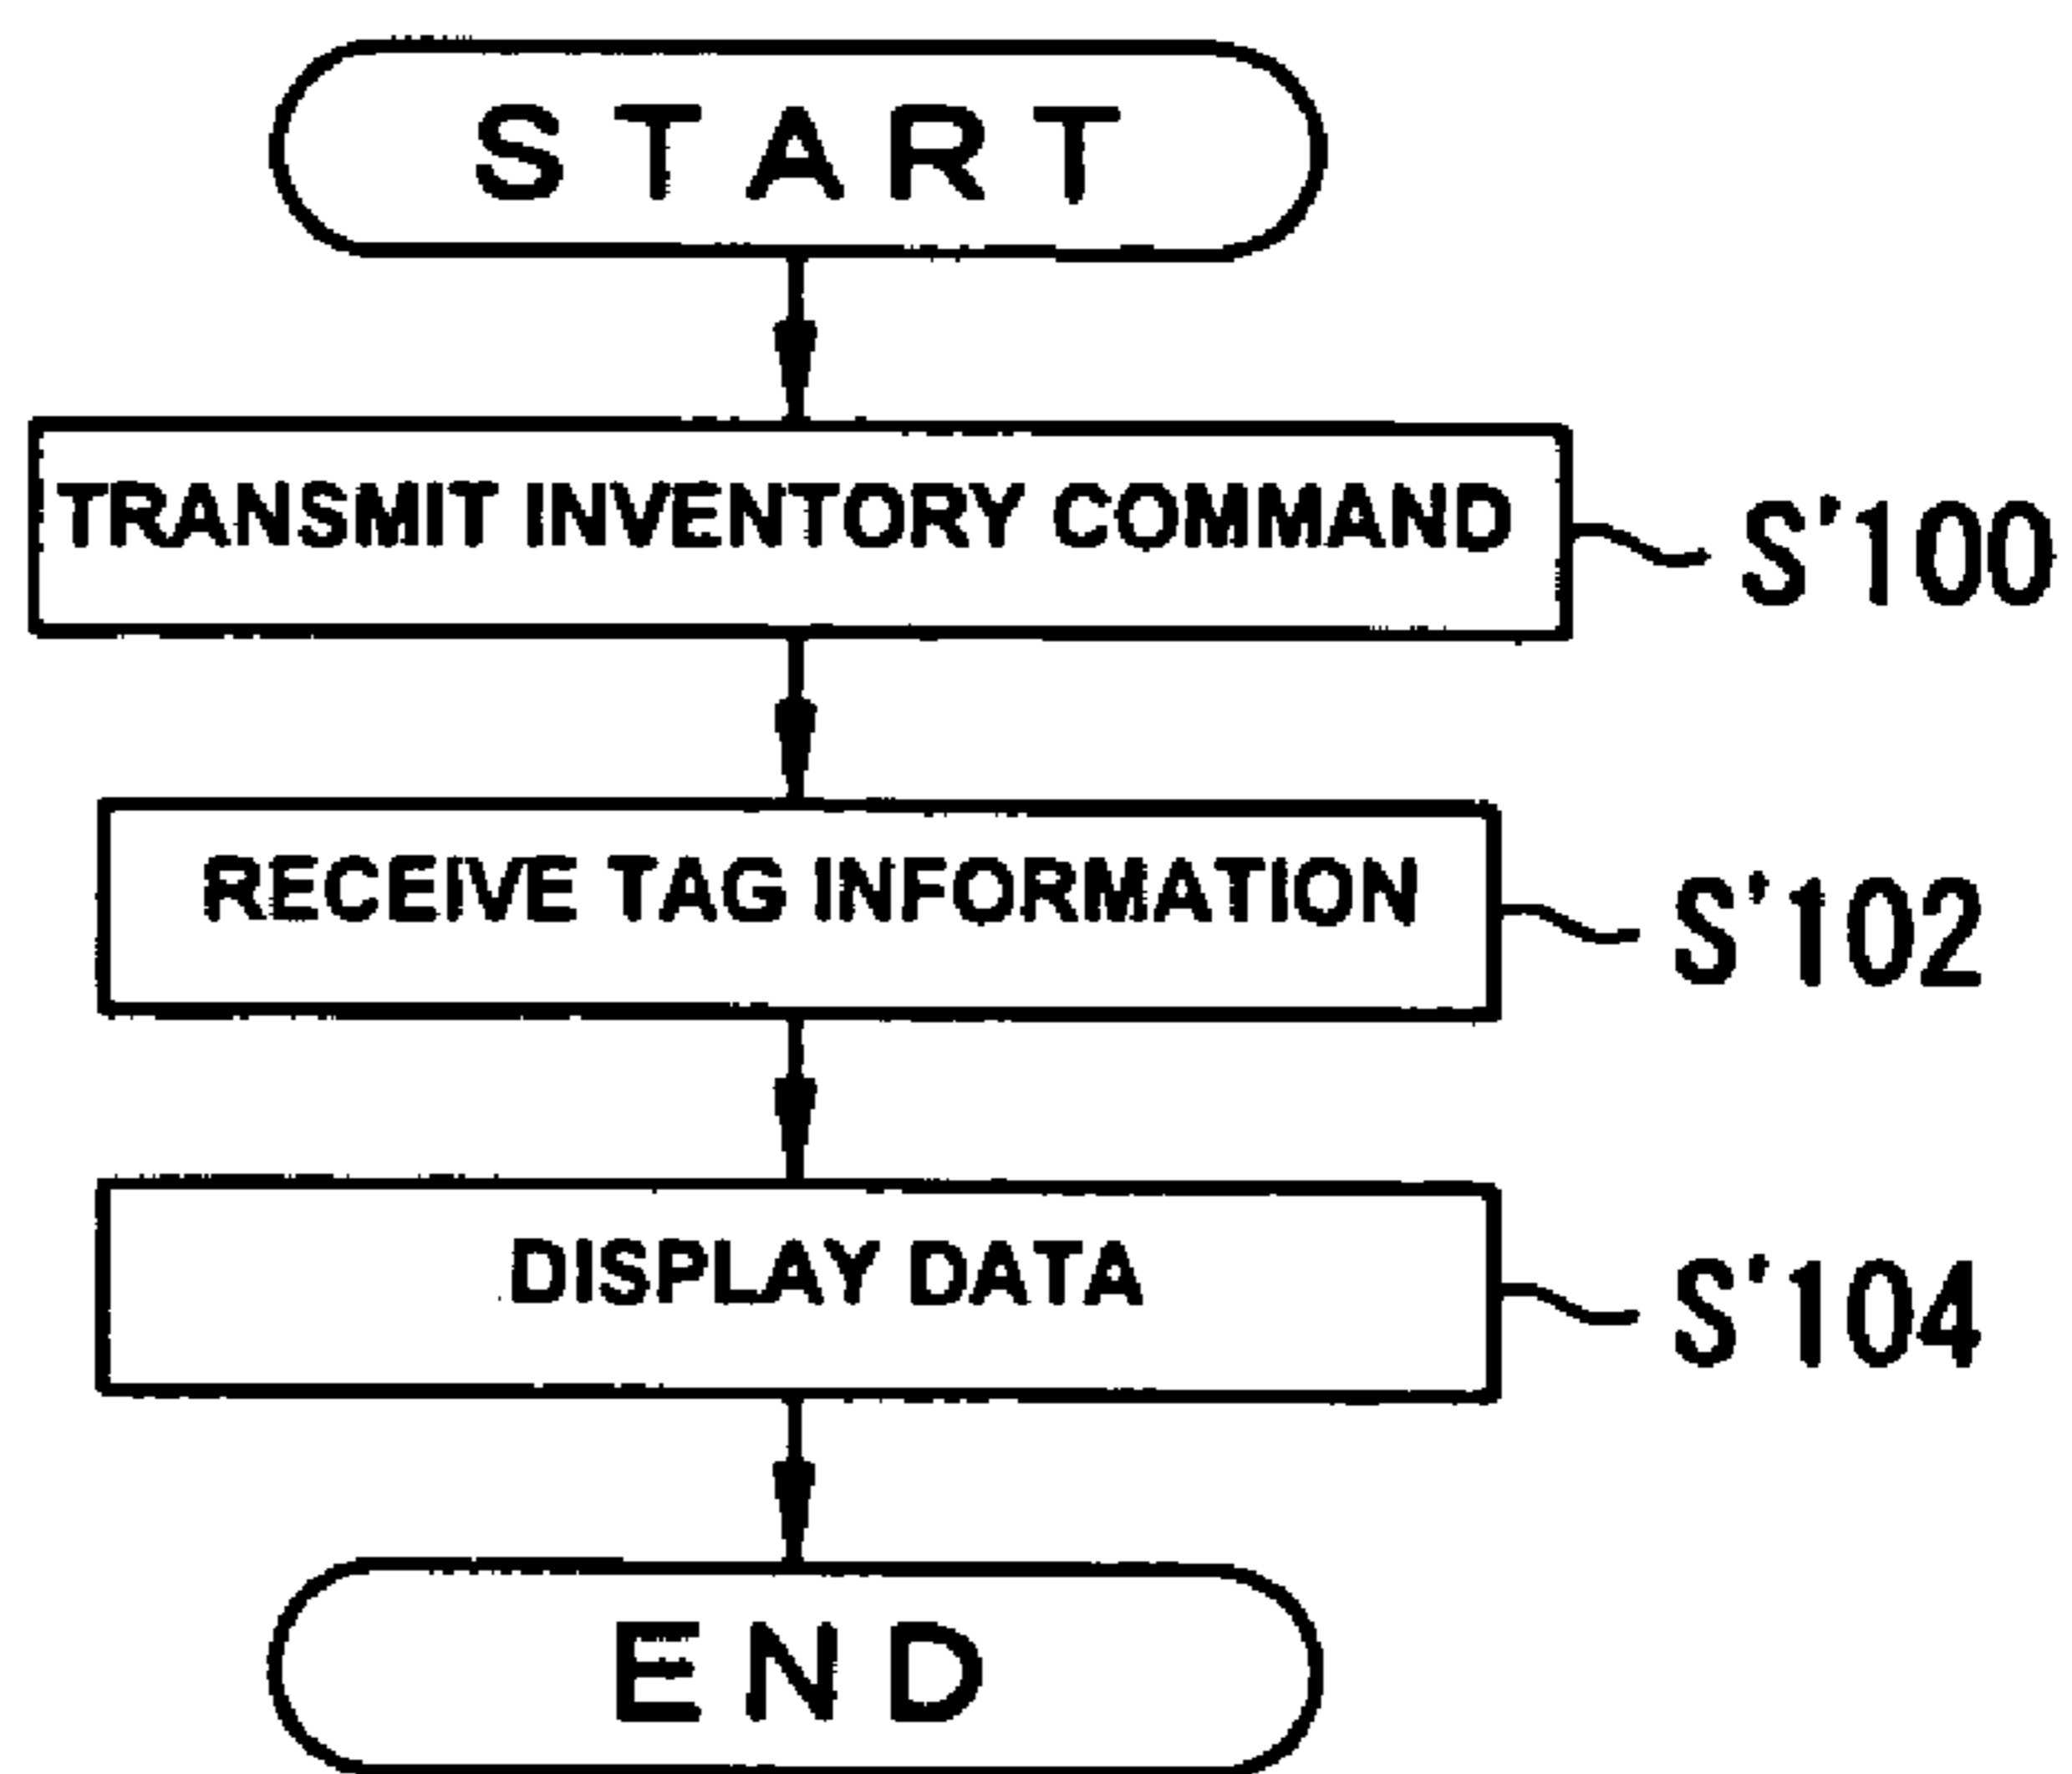 START
TRANSMIT INVENTORY COMMAND
S'100
RECEIVE TAG INFORMATION
S'102
DISPLAY DATA
S'104
END